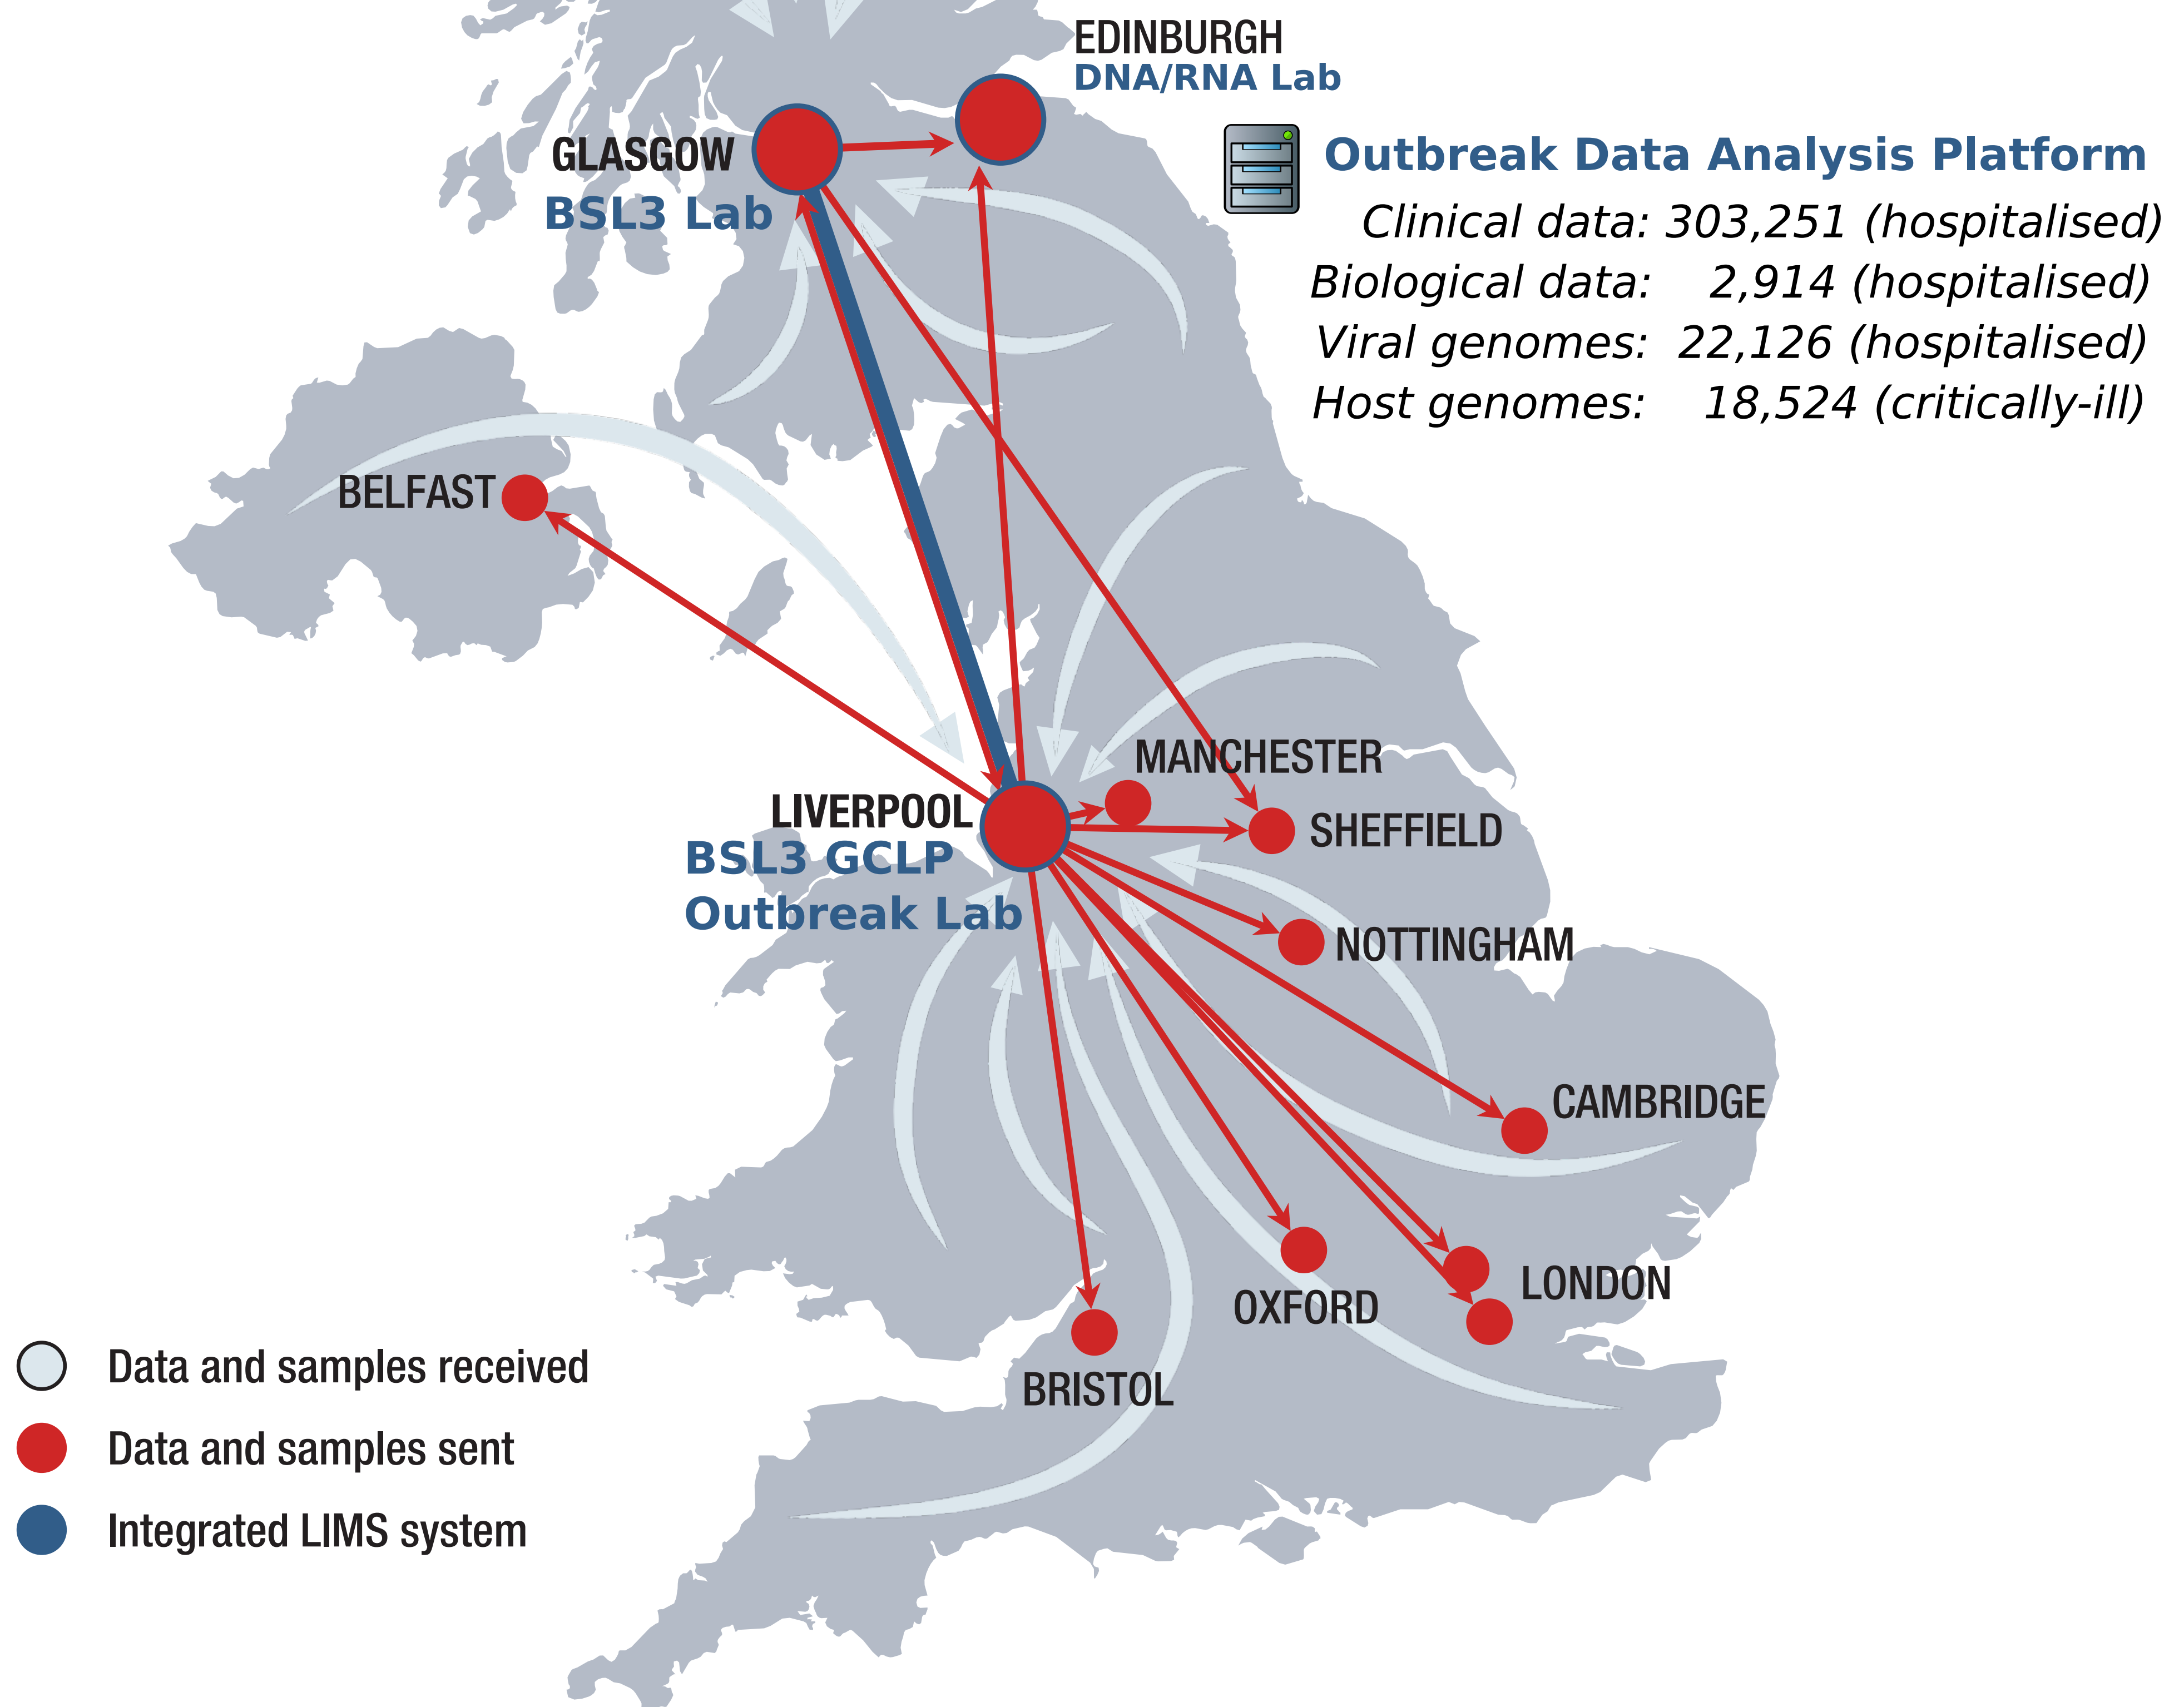 EDINBURGH
DNA/RNA Lab
GLASGOW
BSL3 Lab
Outbreak Data Analysis Platform
Clinical data: 303,251 (hospitalised)
Biological data: 2,914 (hospitalised)
Viral genomes: 22,126 (hospitalised)
Host genomes: 18,524 (critically-ill)
BELFAST
MANCHESTER
LIVERPOOL
BSL3 GCLP
Outbreak Lab
SHEFFIELD
NOTTINGHAM
CAMBRIDGE
LONDON
OXFORD
BRISTOL
Data and samples received
Data and samples sent
Integrated LIMS system